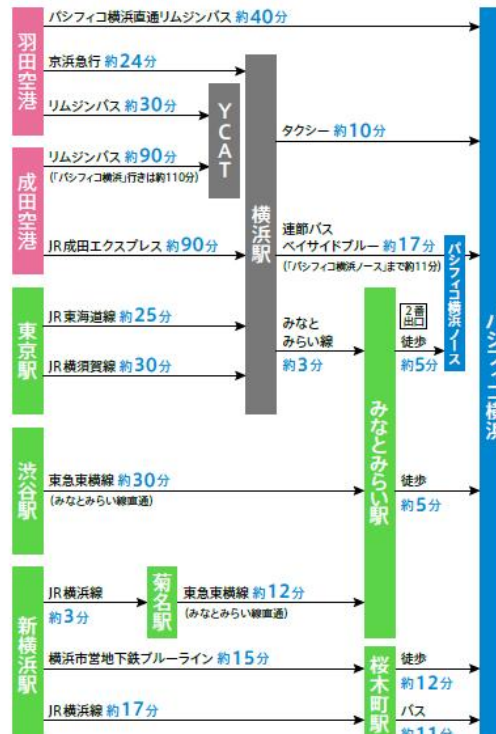 羽田空港
パシフィコ横浜直通リムジンバス 約40分
京浜急行 約24分
リムジンバス 約30分
成田空港
リムジンバス 約90分
(「パシフィコ横浜」行きは約110分)
JR成田エクスプレス 約90分
YCAT
横浜駅
タクシー 約10分
連節バス
ベイサイドブルー 約17分
(「パシフィコ横浜ノース」まで約11分)
パシフィコ横浜 ノース
東京駅
JR東海道線 約25分
JR横須賀線 約30分
みなと
みらい線
約3分
2番
出口
徒歩
約5分
みなとみらい駅
渋谷駅
東急東横線 約30分
(みなとみらい線直通)
徒歩
約5分
新横浜駅
JR横浜線
約3分
菊名駅
東急東横線 約12分
(みなとみらい線直通)
横浜市営地下鉄ブルーライン 約15分
JR横浜線 約17分
桜木町駅
徒歩
約12分
バス
約11分
パシフィコ横浜